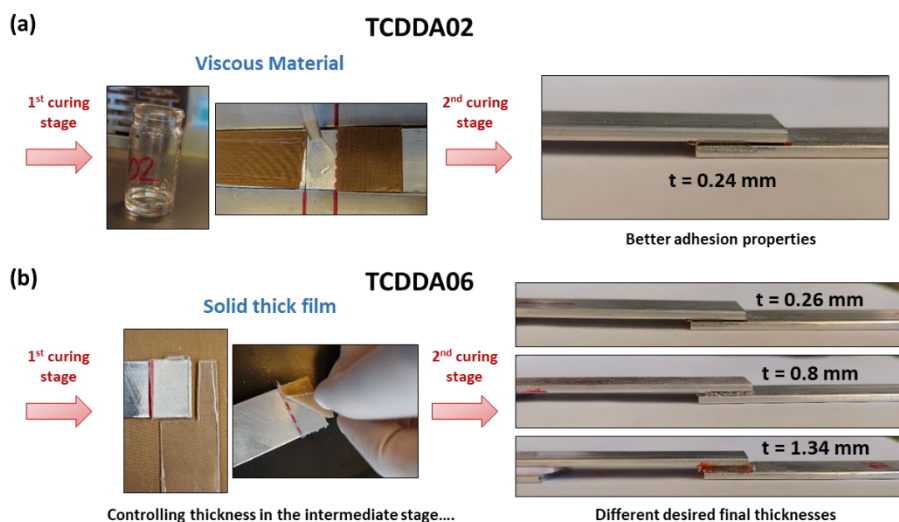 (a)
TCDDA02
Viscous Material
1st curing
stage
02
2nd curing
stage
t = 0.24 mm
Better adhesion properties
(b)
TCDDA06
Solid thick film
1st curing
stage
2nd curing
stage
t = 0.26 mm
t = 0.8 mm
t = 1.34 mm
Controlling thickness in the intermediate stage....
Different desired final thicknesses